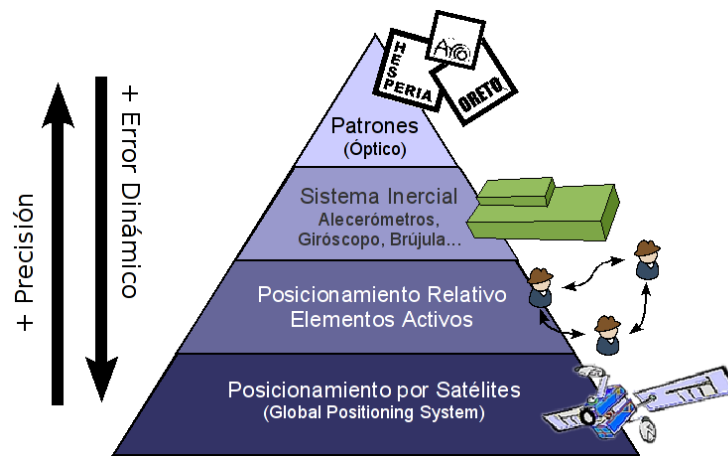 HESPERIA
ARCO
ORETO
+ Precisión
+ Error Dinámico
Patrones
(Óptico)
Sistema Inercial
Alecerómetros,
Giróscopo, Brújula...
Posicionamiento Relativo
Elementos Activos
Posicionamiento por Satélites
(Global Positioning System)